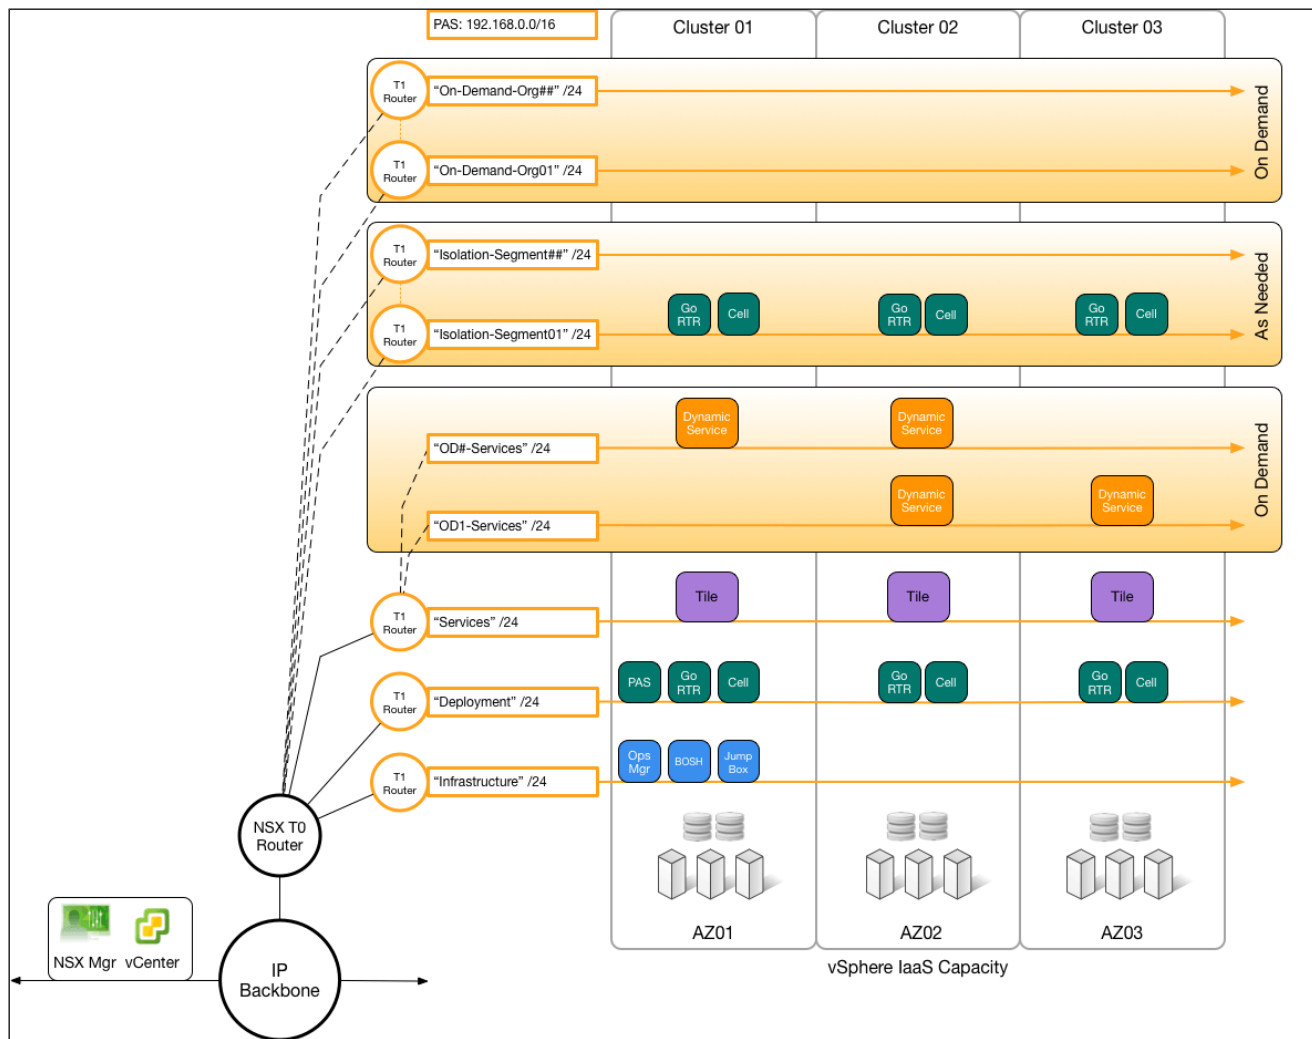 PAS: 192.168.0.0/16
Cluster 01
Cluster 02
Cluster 03
T1
Router
“On-Demand-Org##” /24
T1
Router
“On-Demand-Org01” /24
On Demand
T1
Router
“Isolation-Segment##” /24
Go
RTR
Cell
Go
RTR
Cell
Go
RTR
Cell
T1
Router
“Isolation-Segment01” /24
As Needed
Dynamic
Service
Dynamic
Service
“OD#-Services” /24
Dynamic
Service
Dynamic
Service
“OD1-Services” /24
On Demand
Tile
Tile
Tile
T1
Router
“Services” /24
PAS
Go
RTR
Cell
Go
RTR
Cell
Go
RTR
Cell
T1
Router
“Deployment” /24
Ops
Mgr
BOSH
Jump
Box
T1
Router
“Infrastructure” /24
NSX T0
Router
AZ01
AZ02
AZ03
vSphere IaaS Capacity
NSX Mgr
vCenter
IP
Backbone